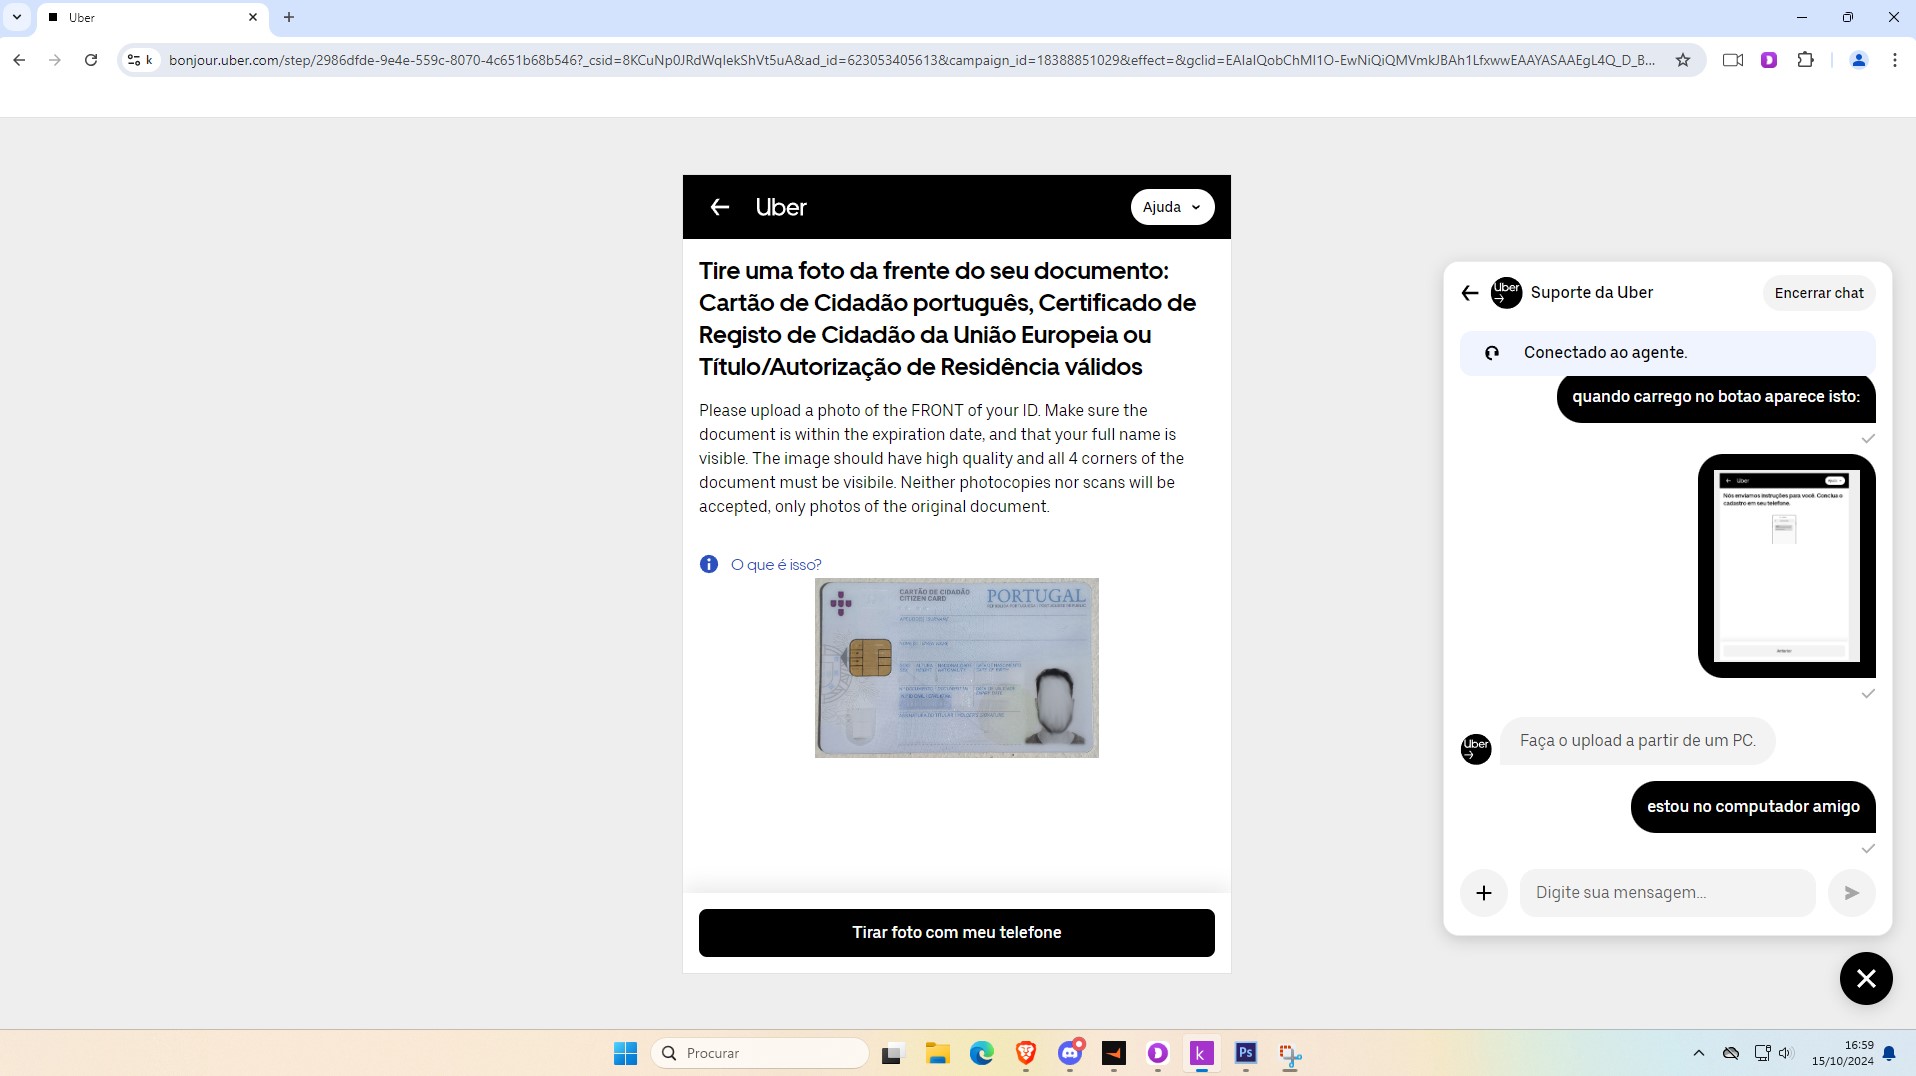 Uber
k
bonjour.uber.com/step/2986dfde-9e4e-559c-8070-4c651b68b546?_csid=8KCuNp0JRdWqlekShVt5uA&ad_id=623053405613&campaign_id=18388851029&effect=&gclid=EAIaIQobChMI1O-EwNiQiQMVmkJBAh1LfxwwEAAYASAAEgL4Q_D_B...
Uber
Ajuda
Tire uma foto da frente do seu documento:
Cartão de Cidadão português, Certificado de
Registo de Cidadão da União Europeia ou
Título/Autorização de Residência válidos
Please upload a photo of the FRONT of your ID. Make sure the
document is within the expiration date, and that your full name is
visible. The image should have high quality and all 4 corners of the
document must be visibile. Neither photocopies nor scans will be
accepted, only photos of the original document.
O que é isso?
CARTÃO DE CIDADÃO
CITIZEN CARD
PORTUGAL
Tirar foto com meu telefone
Uber
Suporte da Uber
Encerrar chat
Conectado ao agente.
quando carrego no botao aparece isto:
Uber
Ajuda
Nós enviamos instruções para você. Conclua o
cadastro em seu telefone.
Anterior
Uber
Faça o upload a partir de um PC.
estou no computador amigo
Digite sua mensagem...
Procurar
k
Ps
16:59
15/10/2024